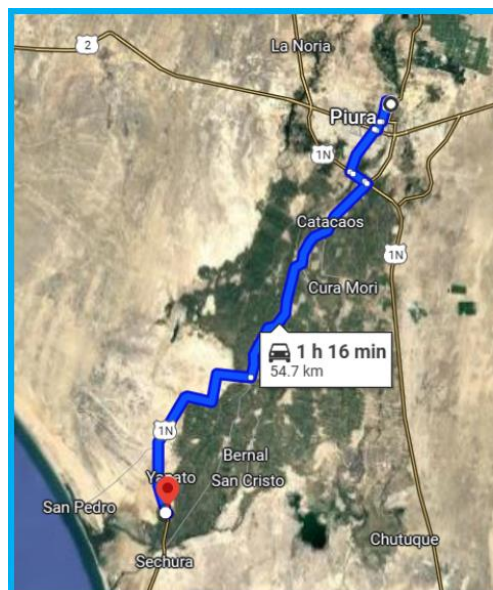 2
La Noria
Piura
1N
Catacaos
1N
Cura Mori
1 h 16 min
54.7 km
1N
Bernal
Yapato
San Cristo
San Pedro
Chutuque
Sechura